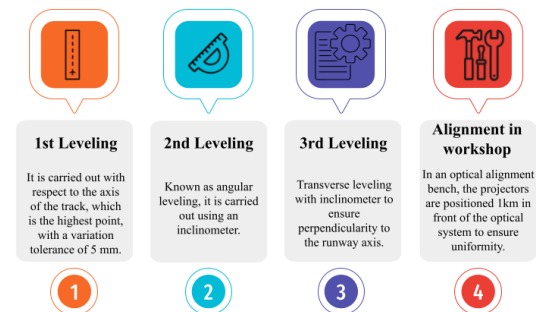 1st Leveling
It is carried out with
respect to the axis
of the track, which
is the highest point,
with a variation
tolerance of 5 mm.
1
2nd Leveling
Known as angular
leveling, it is carried
out using an
inclinometer.
2
3rd Leveling
Transverse leveling
with inclinometer to
ensure
perpendicularity to
the runway axis.
3
Alignment in
workshop
In an optical alignment
bench, the projectors
are positioned 1km in
front of the optical
system to ensure
uniformity.
4